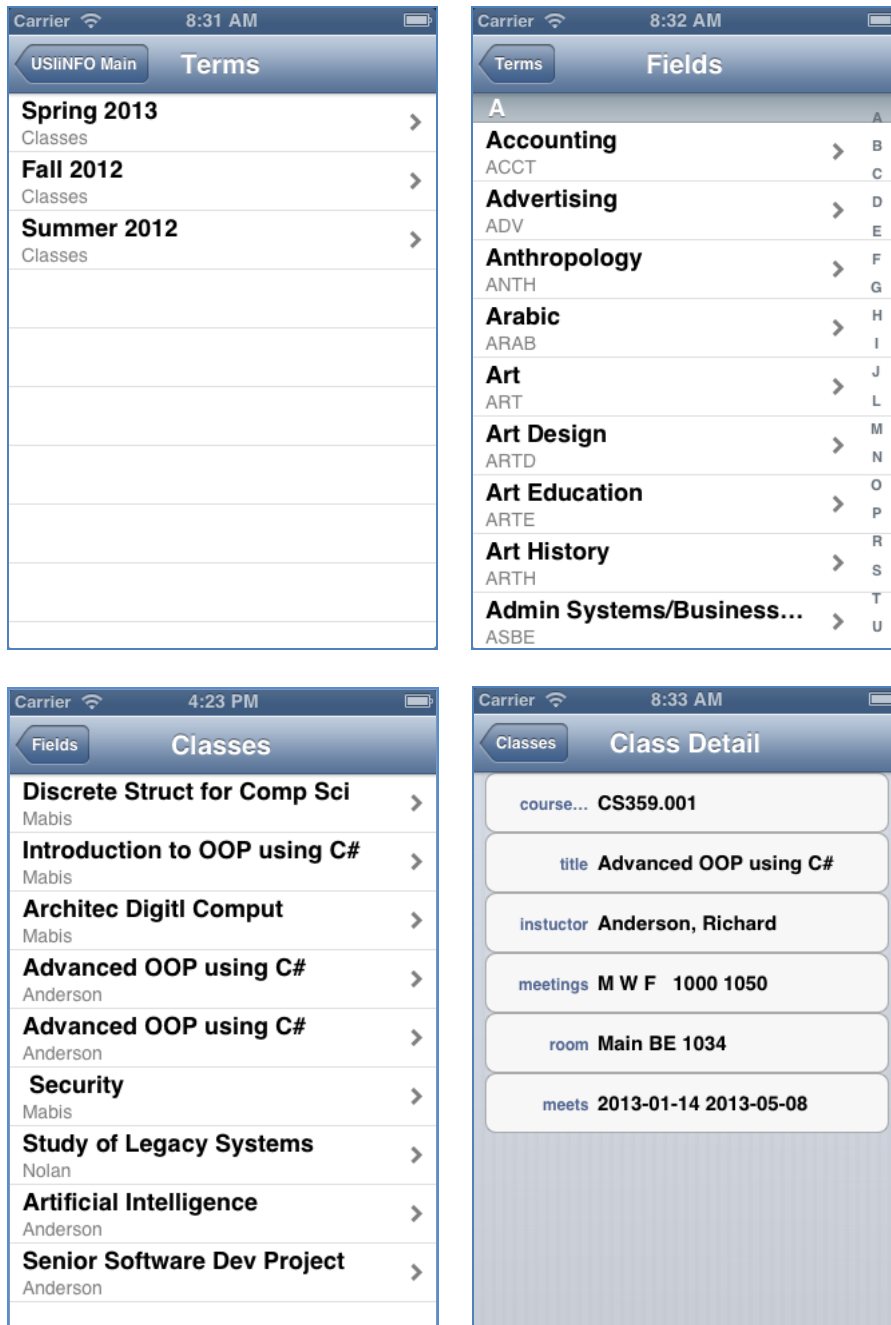 Carrier 8:31 AM
USIiNFO Main Terms
Spring 2013
Classes
Fall 2012
Classes
Summer 2012
Classes
Carrier 8:32 AM
Terms Fields
A
Accounting
ACCT
Advertising
ADV
Anthropology
ANTH
Arabic
ARAB
Art
ART
Art Design
ARTD
Art Education
ARTE
Art History
ARTH
Admin Systems/Business...
ASBE
A
B
C
D
E
F
G
H
I
J
L
M
N
O
P
R
S
T
U
Carrier 4:23 PM
Fields Classes
Discrete Struct for Comp Sci
Mabis
Introduction to OOP using C#
Mabis
Architec Digitl Comput
Mabis
Advanced OOP using C#
Anderson
Advanced OOP using C#
Anderson
Security
Mabis
Study of Legacy Systems
Nolan
Artificial Intelligence
Anderson
Senior Software Dev Project
Anderson
Carrier 8:33 AM
Classes Class Detail
course... CS359.001
title Advanced OOP using C#
instuctor Anderson, Richard
meetings M W F 1000 1050
room Main BE 1034
meets 2013-01-14 2013-05-08